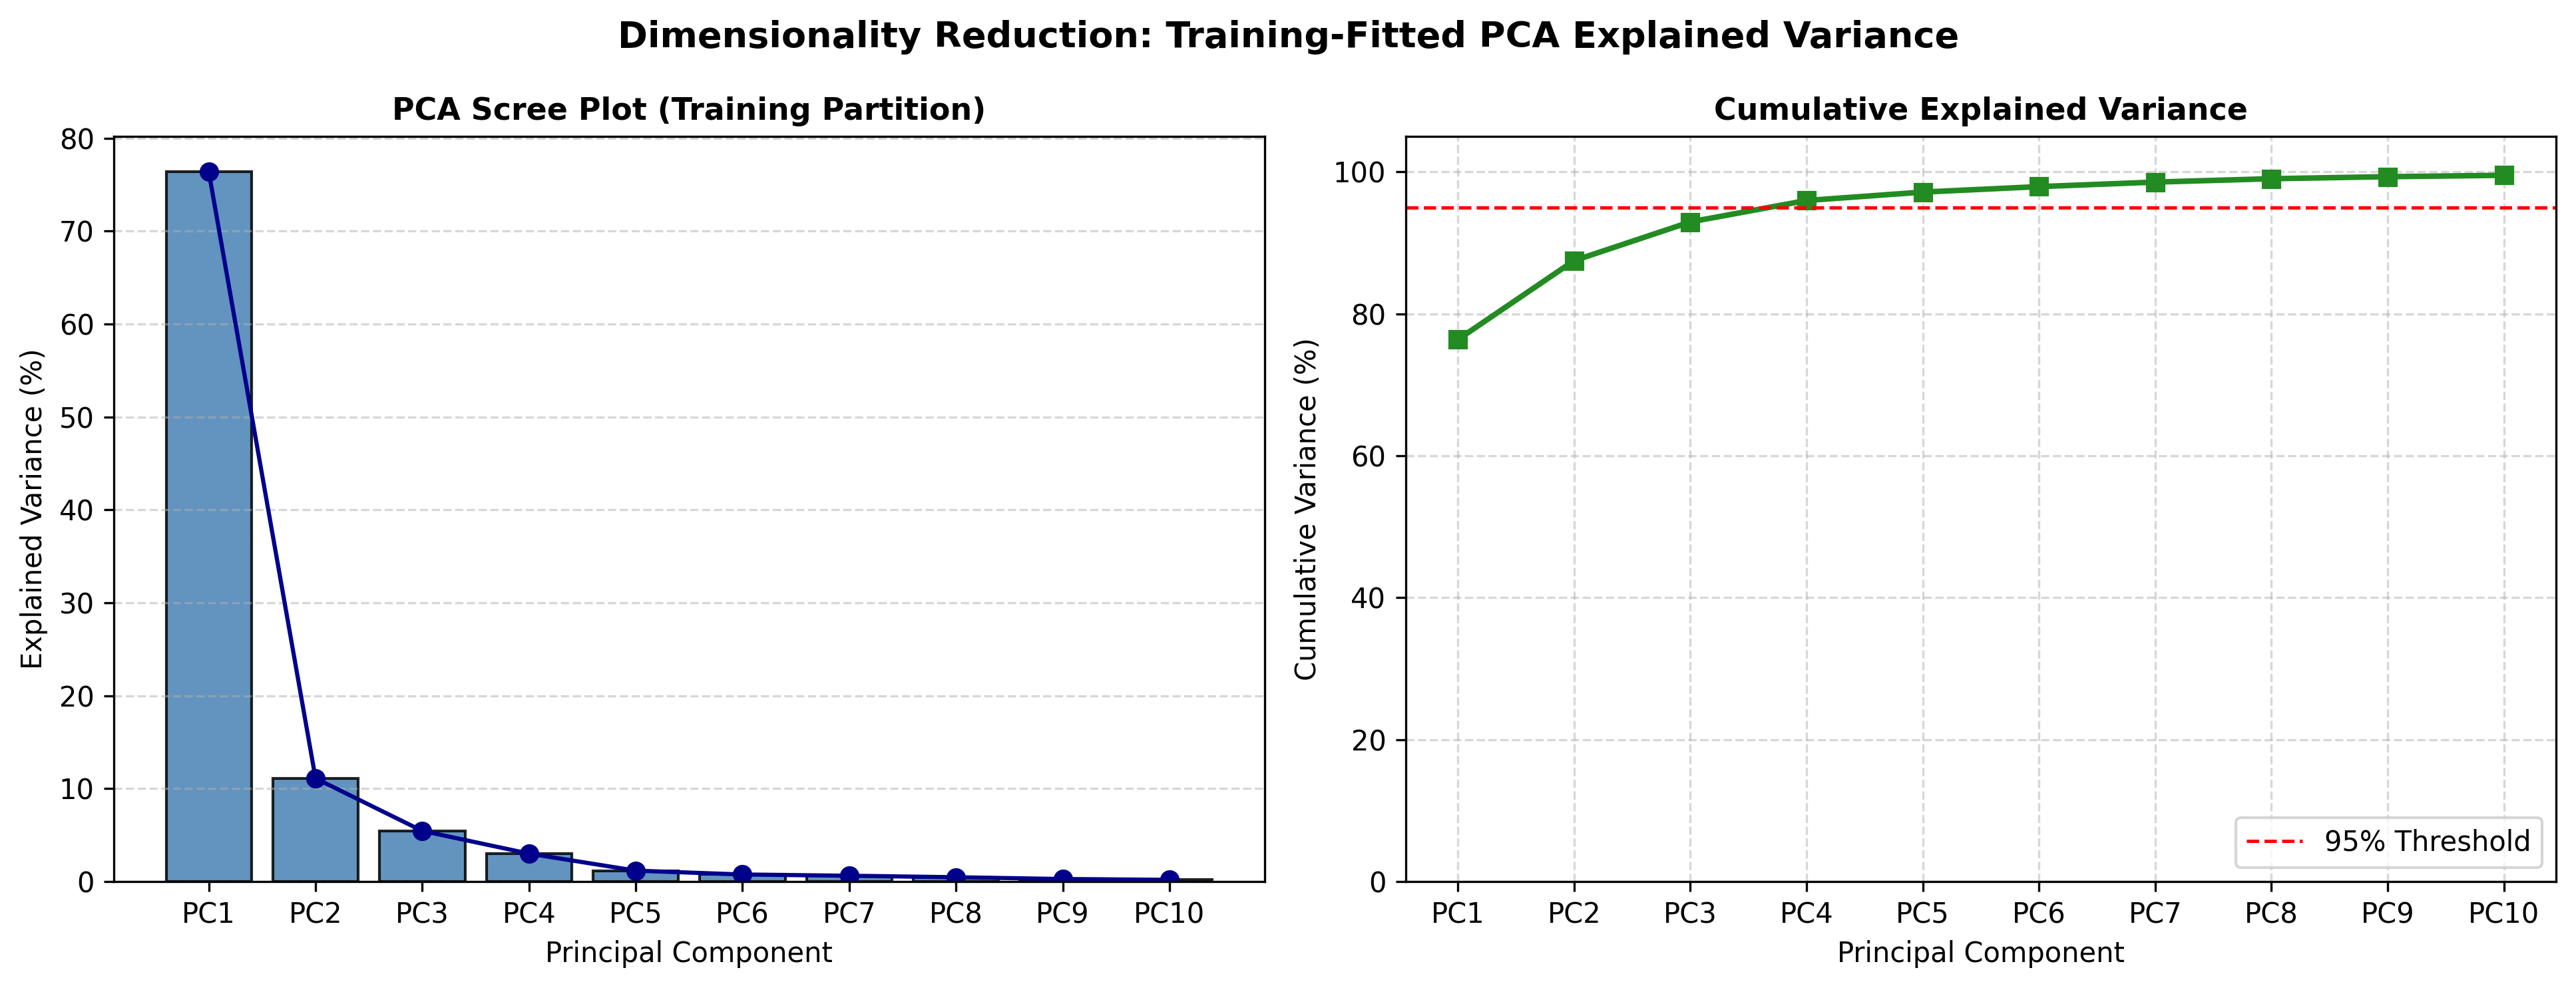 Dimensionality Reduction: Training-Fitted PCA Explained Variance
PCA Scree Plot (Training Partition)
80
70
60
50
40
30
20
10
0
Explained Variance (%)
PC1 PC2 PC3 PC4 PC5 PC6 PC7 PC8 PC9 PC10
Principal Component
Cumulative Explained Variance
100
80
60
40
20
0
Cumulative Variance (%)
95% Threshold
PC1 PC2 PC3 PC4 PC5 PC6 PC7 PC8 PC9 PC10
Principal Component